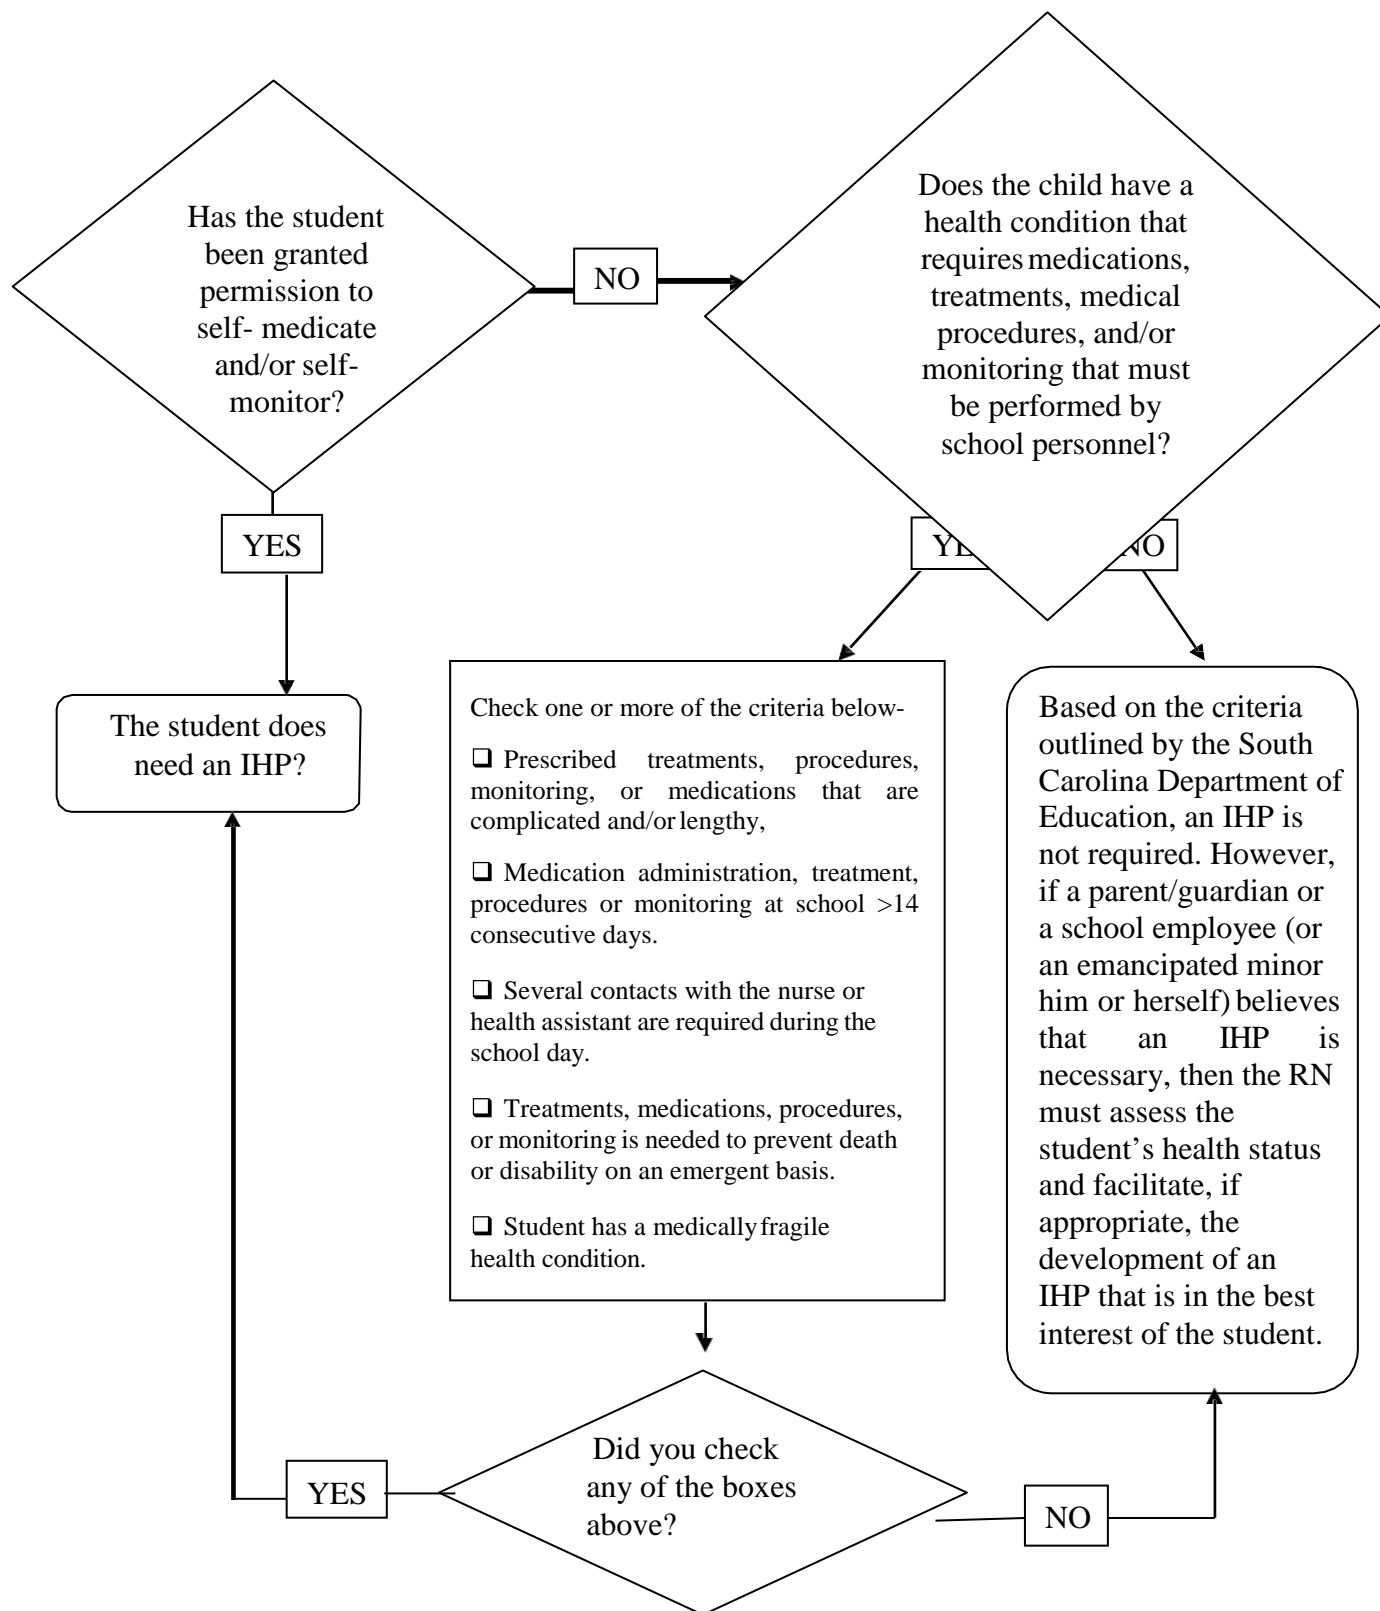 Has the student
been granted
permission to
self- medicate
and/or self-
monitor?
NO
Does the child have a
health condition that
requires medications,
treatments, medical
procedures, and/or
monitoring that must
be performed by
school personnel?
YES
NO
The student does
need an IHP?
Check one or more of the criteria below-
❑ Prescribed treatments, procedures,
monitoring, or medications that are
complicated and/or lengthy,
❑ Medication administration, treatment,
procedures or monitoring at school >14
consecutive days.
❑ Several contacts with the nurse or
health assistant are required during the
school day.
❑ Treatments, medications, procedures,
or monitoring is needed to prevent death
or disability on an emergent basis.
❑ Student has a medically fragile
health condition.
Based on the criteria
outlined by the South
Carolina Department of
Education, an IHP is
not required. However,
if a parent/guardian or
a school employee (or
an emancipated minor
him or herself) believes
that an IHP is
necessary, then the RN
must assess the
student's health status
and facilitate, if
appropriate, the
development of an
IHP that is in the best
interest of the student.
Did you check
any of the boxes
above?
YES
NO